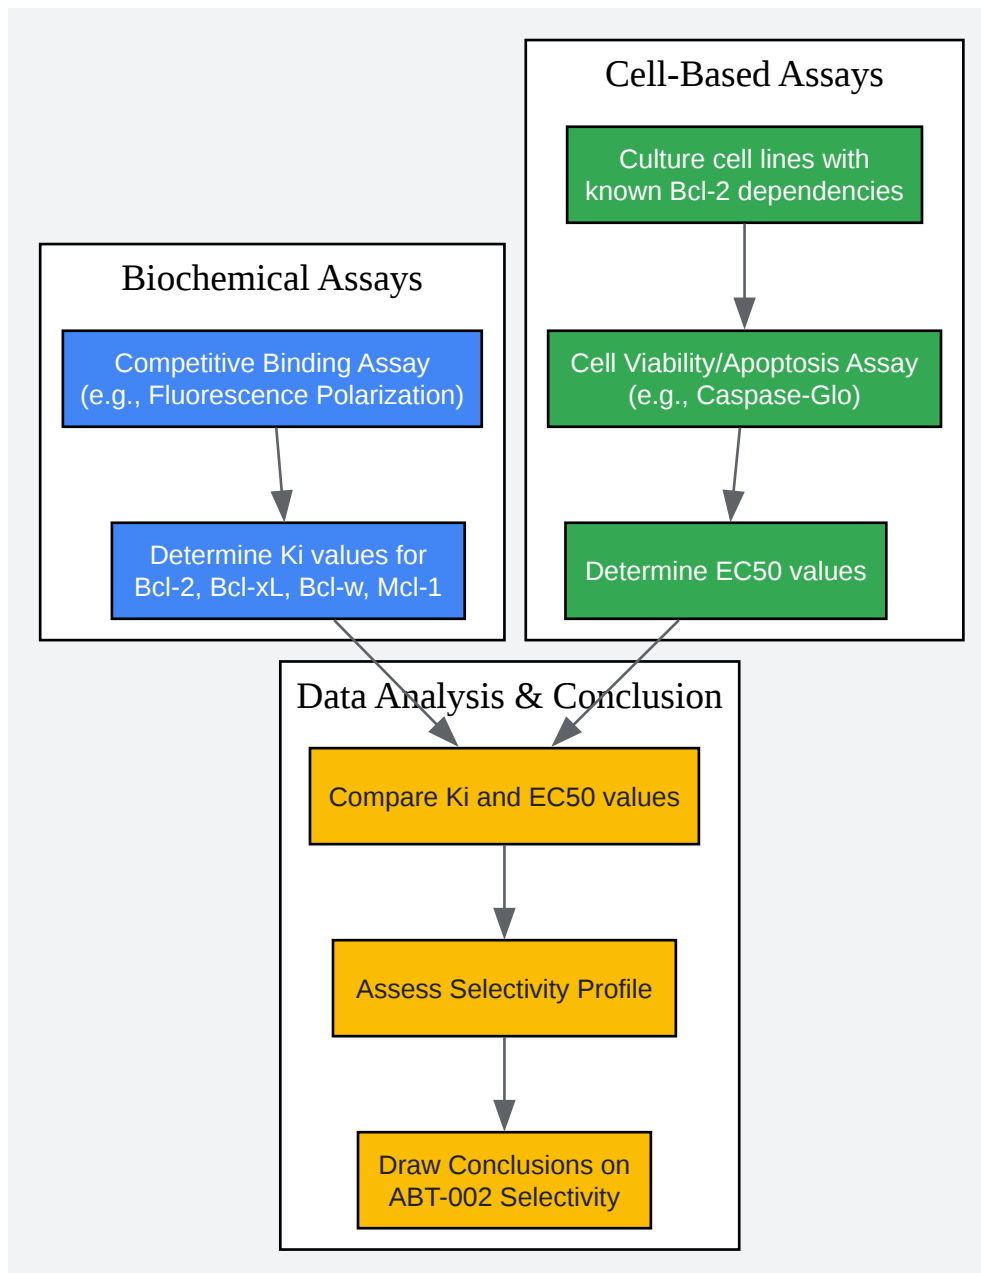 Cell-Based Assays
Culture cell lines with
known Bcl-2 dependencies
Cell Viability/Apoptosis Assay
(e.g., Caspase-Glo)
Determine EC50 values
Biochemical Assays
Competitive Binding Assay
(e.g., Fluorescence Polarization)
Determine Ki values for
Bcl-2, Bcl-xL, Bcl-w, Mcl-1
Data Analysis & Conclusion
Compare Ki and EC50 values
Assess Selectivity Profile
Draw Conclusions on
ABT-002 Selectivity